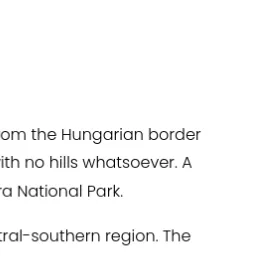 om the Hungarian border
ith no hills whatsoever. A
ra National Park.
tral-southern region. The